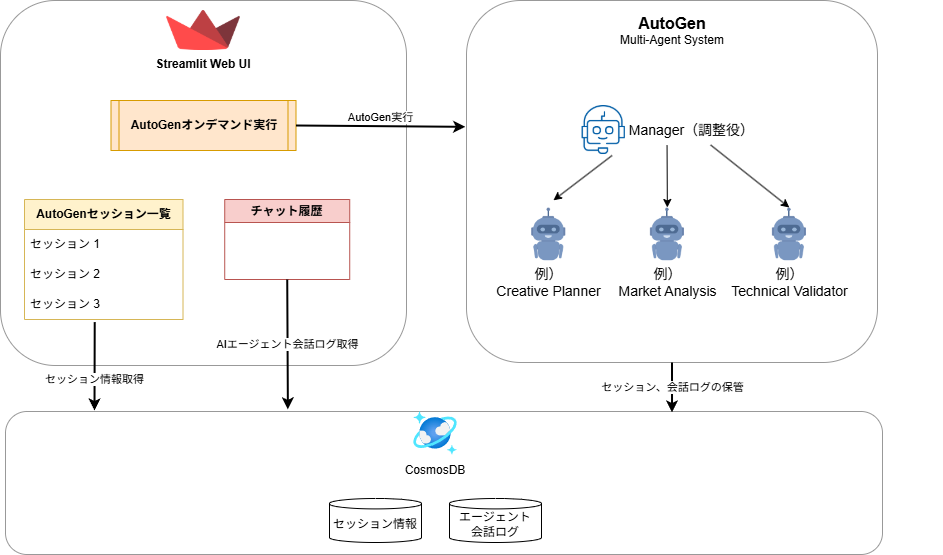 Streamlit Web UI
AutoGenオンデマンド実行
AutoGen実行
AutoGenセッション一覧
セッション 1
セッション 2
セッション 3
チャット履歴
AutoGen
Multi-Agent System
Manager（調整役）
例）
Creative Planner
例）
Market Analysis
例）
Technical Validator
セッション情報取得
AIエージェント会話ログ取得
セッション、会話ログの保管
CosmosDB
セッション情報
エージェント
会話ログ